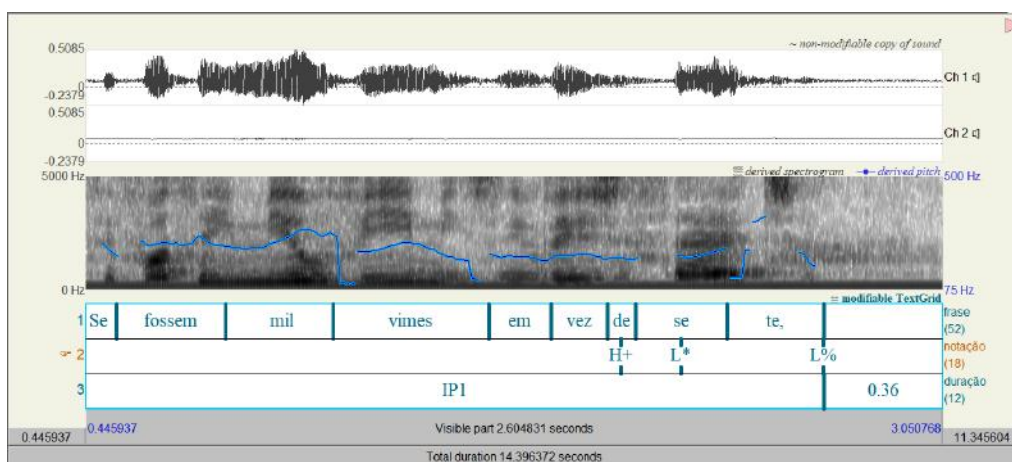 ~ non-modifiable copy of sound
0.5085
0
-0.2379
Ch 1
0.5085
0
-0.2379
Ch 2
derived spectrogram derived pitch
5000 Hz 500 Hz
0 Hz 75 Hz
modifiable TextGrid
1 Se fossem mil vimes em vez de se te, frase (52)
2 H+ L* L% notação (18)
3 IP1 0.36 duração (12)
0.445937 0.445937 Visible part 2.604831 seconds 3.050768 11.345604
Total duration 14.396372 seconds